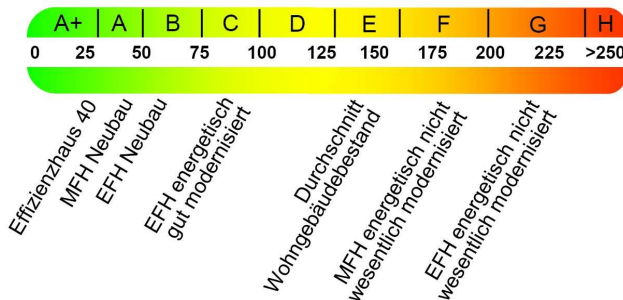 A+ A B C D E F G H
0 25 50 75 100 125 150 175 200 225 >250
Effizienzhaus 40
MFH Neubau
EFH Neubau
EFH energetisch
gut modernisiert
Durchschnitt
Wohngebäudebestand
MFH energetisch nicht
wesentlich modernisiert
EFH energetisch nicht
wesentlich modernisiert